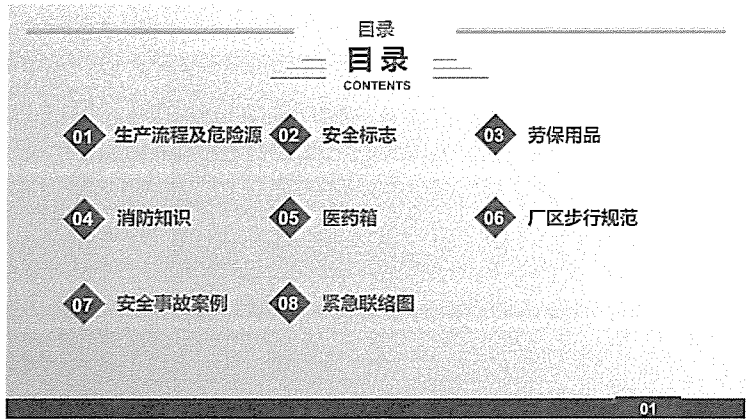 目录
目录
CONTENTS
01 生产流程及危险源 02 安全标志 03 劳保用品
04 消防知识 05 医药箱 06 厂区步行规范
07 安全事故案例 08 紧急联络图
01